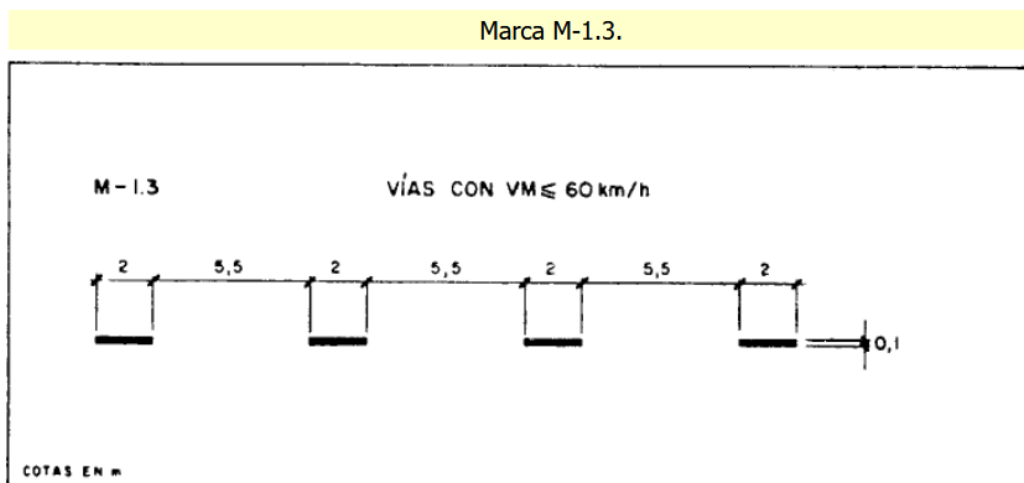 Marca M-1.3.
M-1.3 VÍAS CON VM ≤ 60 km/h
2 5,5 2 5,5 2 5,5 2
0,1
COTAS EN m